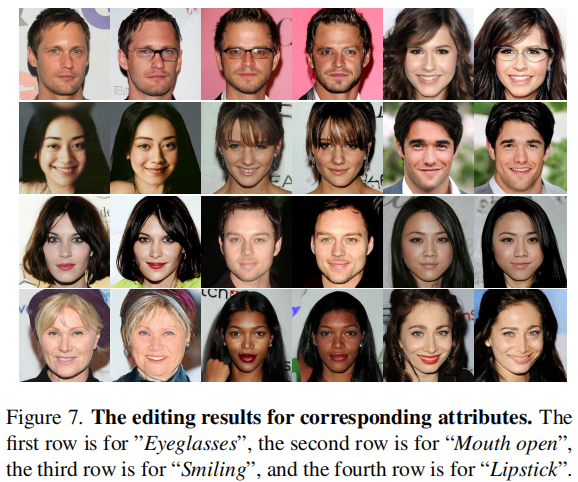 Figure 7. The editing results for corresponding attributes. The
first row is for ”Eyeglasses”, the second row is for “Mouth open”,
the third row is for “Smiling”, and the fourth row is for “Lipstick”.